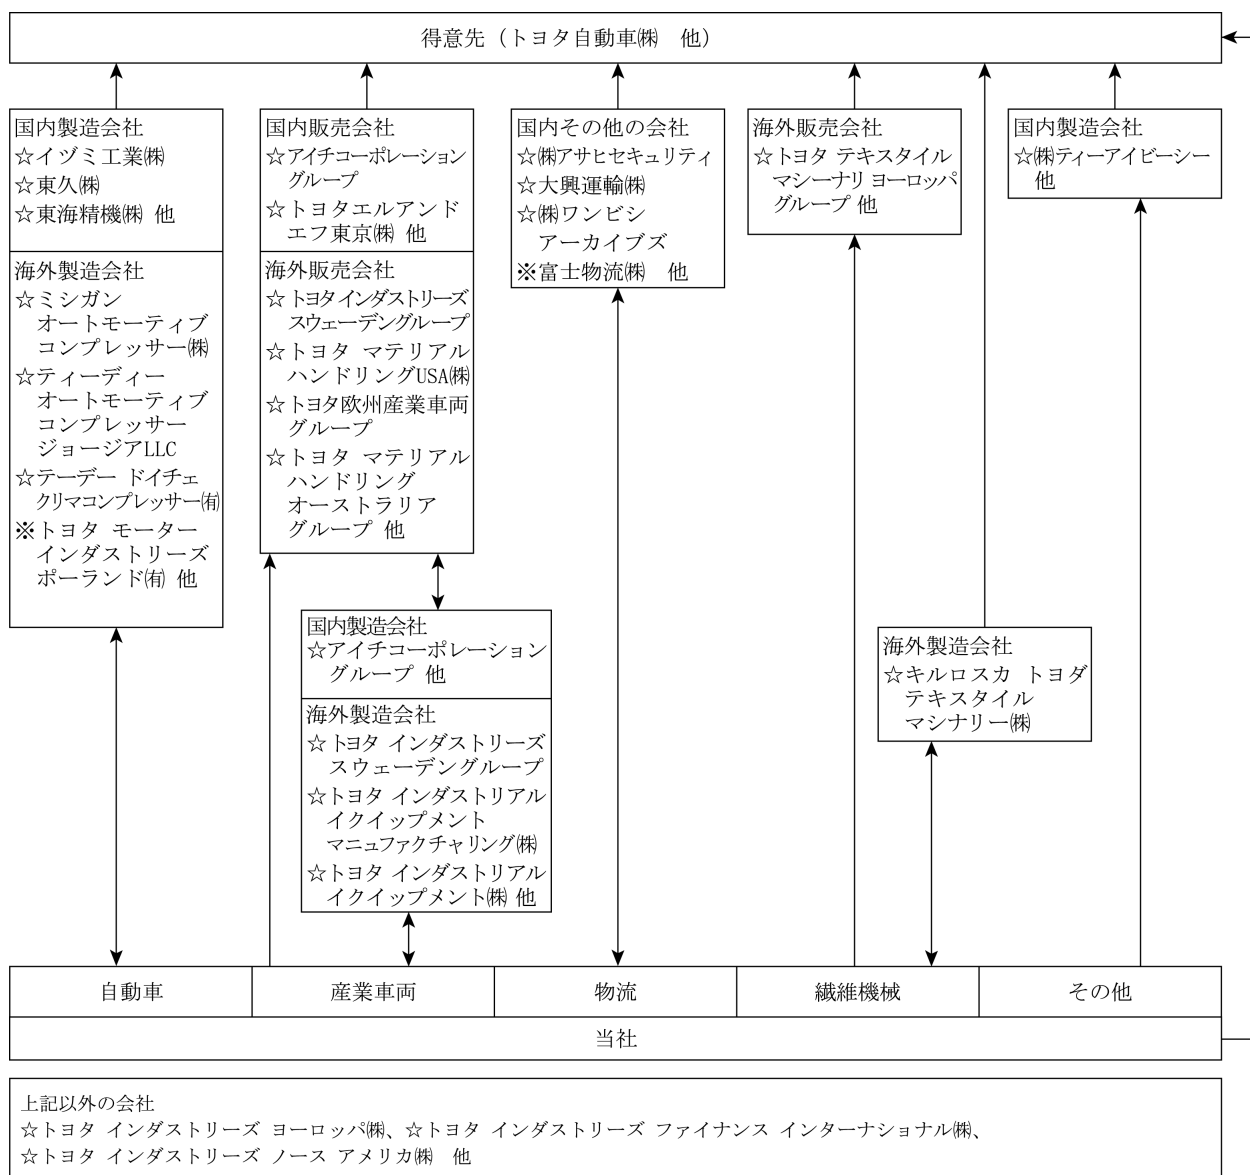 得意先（トヨタ自動車㈱　他）
国内製造会社
☆イヅミ工業㈱
☆東久㈱
☆東海精機㈱ 他
海外製造会社
☆ミシガン
オートモーティブ
コンプレッサー㈱
☆ティーディー
オートモーティブ
コンプレッサー
ジョージアLLC
☆テーデー ドイチェ
クリマコンプレッサー㈲
※トヨタ モーター
インダストリーズ
ポーランド㈲ 他
国内販売会社
☆アイチコーポレーション
グループ
☆トヨタエルアンド
エフ東京㈱ 他
海外販売会社
☆トヨタ インダストリーズ
スウェーデングループ
☆トヨタ マテリアル
ハンドリングUSA㈱
☆トヨタ欧州産業車両
グループ
☆トヨタ マテリアル
ハンドリング
オーストラリア
グループ 他
国内製造会社
☆アイチコーポレーション
グループ 他
海外製造会社
☆トヨタ インダストリーズ
スウェーデングループ
☆トヨタ インダストリアル
イクイップメント
マニュファクチャリング㈱
☆トヨタ インダストリアル
イクイップメント㈱ 他
国内その他の会社
☆㈱アサヒセキュリティ
☆大興運輸㈱
☆㈱ワンビシ
アーカイブズ
※富士物流㈱　他
海外販売会社
☆トヨタ テキスタイル
マシーナリ ヨーロッパ
グループ 他
海外製造会社
☆キルロスカ トヨダ
テキスタイル
マシナリー㈱
国内製造会社
☆㈱ティーアイビーシー
他
自動車
産業車両
物流
繊維機械
その他
当社
上記以外の会社
☆トヨタ インダストリーズ ヨーロッパ㈱、☆トヨタ インダストリーズ ファイナンス インターナショナル㈱、
☆トヨタ インダストリーズ ノース アメリカ㈱　他